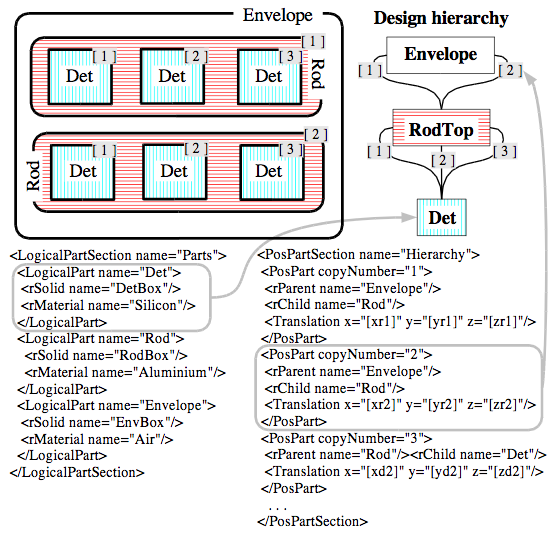 Envelope
[ 1 ]
[ 1 ] [ 2 ] [ 3 ]
Det Det Det
Rod
[ 2 ]
[ 1 ] [ 2 ] [ 3 ]
Det Det Det
Rod
Design hierarchy
Envelope
[ 1 ] [ 2 ]
RodTop
[ 1 ] [ 2 ] [ 3 ]
Det
<LogicalPartSection name="Parts">
<LogicalPart name="Det">
<rSolid name="DetBox"/>
<rMaterial name="Silicon"/>
</LogicalPart>
<LogicalPart name="Rod">
<rSolid name="RodBox"/>
<rMaterial name="Aluminium"/>
</LogicalPart>
<LogicalPart name="Envelope">
<rSolid name="EnvBox"/>
<rMaterial name="Air"/>
</LogicalPart>
</LogicalPartSection>
<PosPartSection name="Hierarchy">
<PosPart copyNumber="1">
<rParent name="Envelope"/>
<rChild name="Rod"/>
<Translation x="[xr1]" y="[yr1]" z="[zr1]"/>
</PosPart>
<PosPart copyNumber="2">
<rParent name="Envelope"/>
<rChild name="Rod"/>
<Translation x="[xr2]" y="[yr2]" z="[zr2]"/>
</PosPart>
<PosPart copyNumber="3">
<rParent name="Rod"/><rChild name="Det"/>
<Translation x="[xd2]" y="[yd2]" z="[zd2]"/>
</PosPart>
. . .
</PosPartSection>